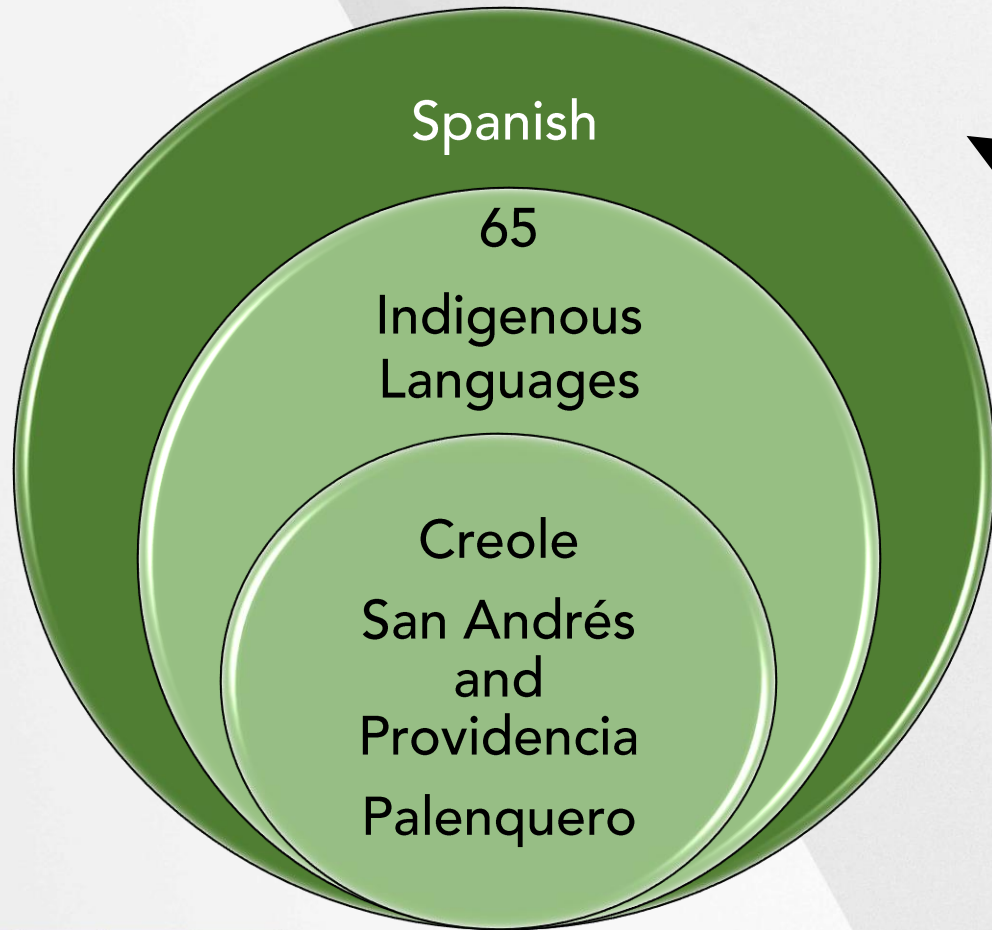 Spanish
65
Indigenous
Languages
Creole
San Andrés
and
Providencia
Palenquero